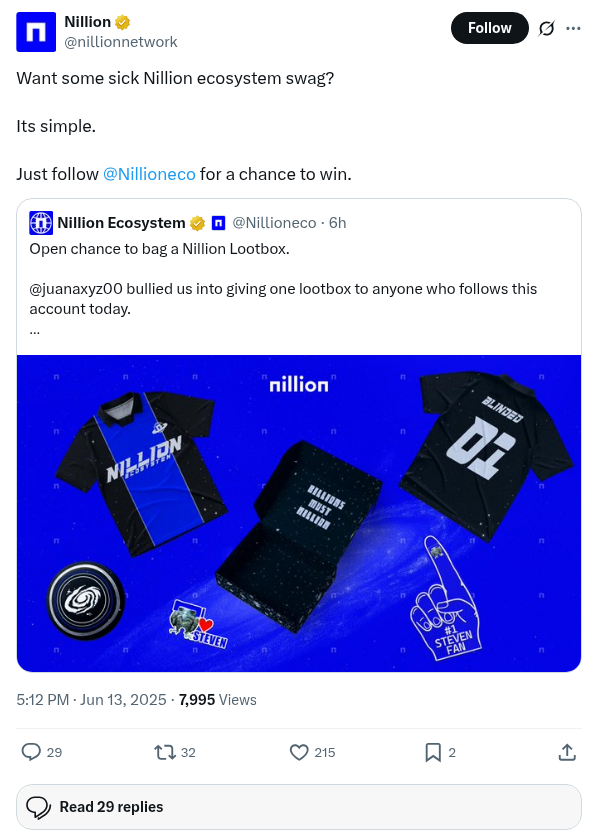 Nillion
@nillionnetwork
Follow
Want some sick Nillion ecosystem swag?
Its simple.
Just follow @Nillioneco for a chance to win.
Nillion Ecosystem @Nillioneco · 6h
Open chance to bag a Nillion Lootbox.
@juanaxyz00 bullied us into giving one lootbox to anyone who follows this
account today.
...
nillion
NILLION
ECOSYSTEM
BLINDED
01
BILLIONS
MUST
NILLION
STEVEN
#1
STEVEN
FAN
5:12 PM · Jun 13, 2025 · 7,995 Views
29 32 215 2
Read 29 replies